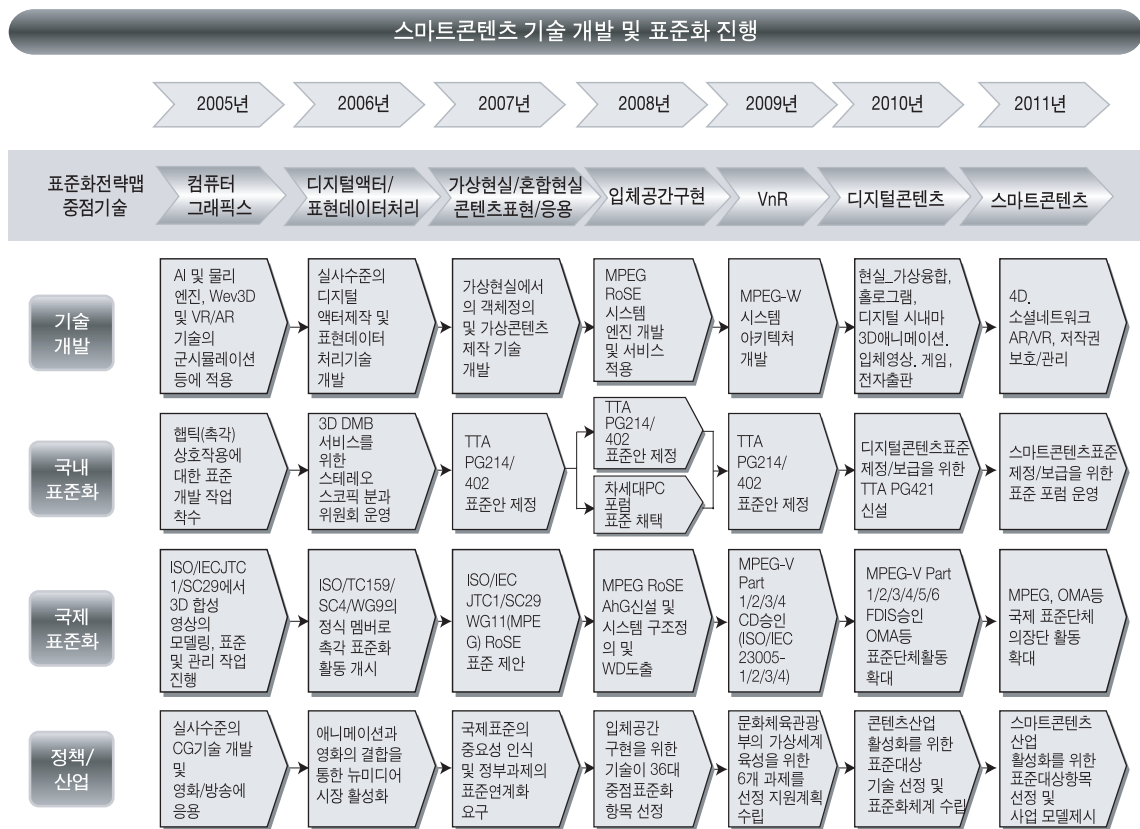 스마트콘텐츠 기술 개발 및 표준화 진행
2005년
2006년
2007년
2008년
2009년
2010년
2011년
표준화전략맵
중점기술
컴퓨터
그래픽스
디지털액터/
표현데이터처리
가상현실/혼합현실
콘텐츠표현/응용
입체공간구현
VnR
디지털콘텐츠
스마트콘텐츠
기술
개발
AI 및 물리
엔진, Wev3D
및 VR/AR
기술의
군시뮬레이션
등에 적용
실사수준의
디지털
액터제작 및
표현데이터
처리기술
개발
가상현실에서
의 객체정의
및 가상콘텐츠
제작 기술
개발
MPEG
RoSE
시스템
엔진 개발
및 서비스
적용
MPEG-W
시스템
아키텍쳐
개발
현실_가상융합,
홀로그램,
디지털 시내마
3D애니메이션.
입체영상. 게임,
전자출판
4D.
소셜네트워크
AR/VR, 저작권
보호/관리
국내
표준화
햅틱(촉각)
상호작용에
대한 표준
개발 작업
착수
3D DMB
서비스를
위한
스테레오
스코픽 분과
위원회 운영
TTA
PG214/
402
표준안 제정
TTA
PG214/
402
표준안 제정
차세대PC
포럼
표준 채택
TTA
PG214/
402
표준안 제정
디지털콘텐츠표준
제정/보급을 위한
TTA PG421
신설
스마트콘텐츠표준
제정/보급을 위한
표준 포럼 운영
국제
표준화
ISO/IECJTC
1/SC29에서
3D 합성
영상의
모델링, 표준
및 관리 작업
진행
ISO/TC159/
SC4/WG9의
정식 멤버로
촉각 표준화
활동 개시
ISO/IEC
JTC1/SC29
WG11(MPE
G) RoSE
표준 제안
MPEG RoSE
AhG신설 및
시스템 구조정
의 및
WD도출
MPEG-V
Part
1/2/3/4
CD승인
(ISO/IEC
23005-
1/2/3/4)
MPEG-V Part
1/2/3/4/5/6
FDIS승인
OMA등
표준단체활동
확대
MPEG, OMA등
국제 표준단체
의장단 활동
확대
정책/
산업
실사수준의
CG기술 개발
및
영화/방송에
응용
애니메이션과
영화의 결합을
통한 뉴미디어
시장 활성화
국제표준의
중요성 인식
및 정부과제의
표준연계화
요구
입체공간
구현을 위한
기술이 36대
중점표준화
항목 선정
문화체육관광
부의 가상세계
육성을 위한
6개 과제를
선정 지원계획
수립
콘텐츠산업
활성화를 위한
표준대상
기술 선정 및
표준화체계 수립
스마트콘텐츠
산업
활성화를 위한
표준대상항목
선정 및
사업 모델제시